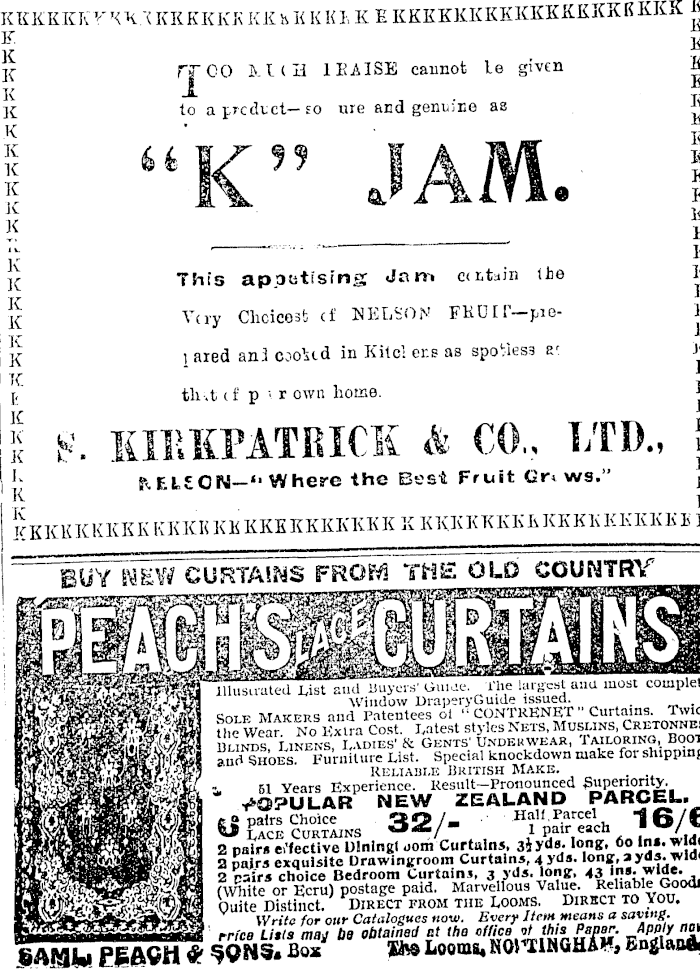 TOO MUCH PRAISE cannot be given
to a product—so ure and genuine as
“K” JAM.
This appetising Jam contain the
Very Choicest of NELSON FRUIT—pre-
pared and cooked in Kitchens as spotless as
that of your own home.
S. KIRKPATRICK & CO., LTD.,
NELSON—“Where the Best Fruit Grows.”
BUY NEW CURTAINS FROM THE OLD COUNTRY
PEACH'S LACE CURTAINS
Illustrated List and Buyers' Guide. The largest and most complet
Window Drapery Guide issued.
SOLE MAKERS and Patentees of "CONTRENET" Curtains. Twic
the Wear. No Extra Cost. Latest styles NETS, MUSLINS, CRETONNE
BLINDS, LINENS, LADIES' & GENTS' UNDERWEAR, TAILORING, BOOT
and SHOES. Furniture List. Special knockdown make for shipping
RELIABLE BRITISH MAKE.
51 Years Experience. Result—Pronounced Superiority.
POPULAR NEW ZEALAND PARCEL.
6 pairs Choice LACE CURTAINS 32/- Half Parcel 1 pair each 16/6
2 pairs effective Diningroom Curtains, 3½ yds. long, 60 ins. wide
2 pairs exquisite Drawingroom Curtains, 4 yds. long, 2 yds. wid
2 pairs choice Bedroom Curtains, 3 yds. long, 43 ins. wide.
(White or Ecru) postage paid. Marvellous Value. Reliable Goods
Quite Distinct. DIRECT FROM THE LOOMS. DIRECT TO YOU.
Write for our Catalogues now. Every Item means a saving.
Price Lists may be obtained at the office of this Paper. Apply no
SAML. PEACH & SONS. Box The Looms, NOTTINGHAM, England